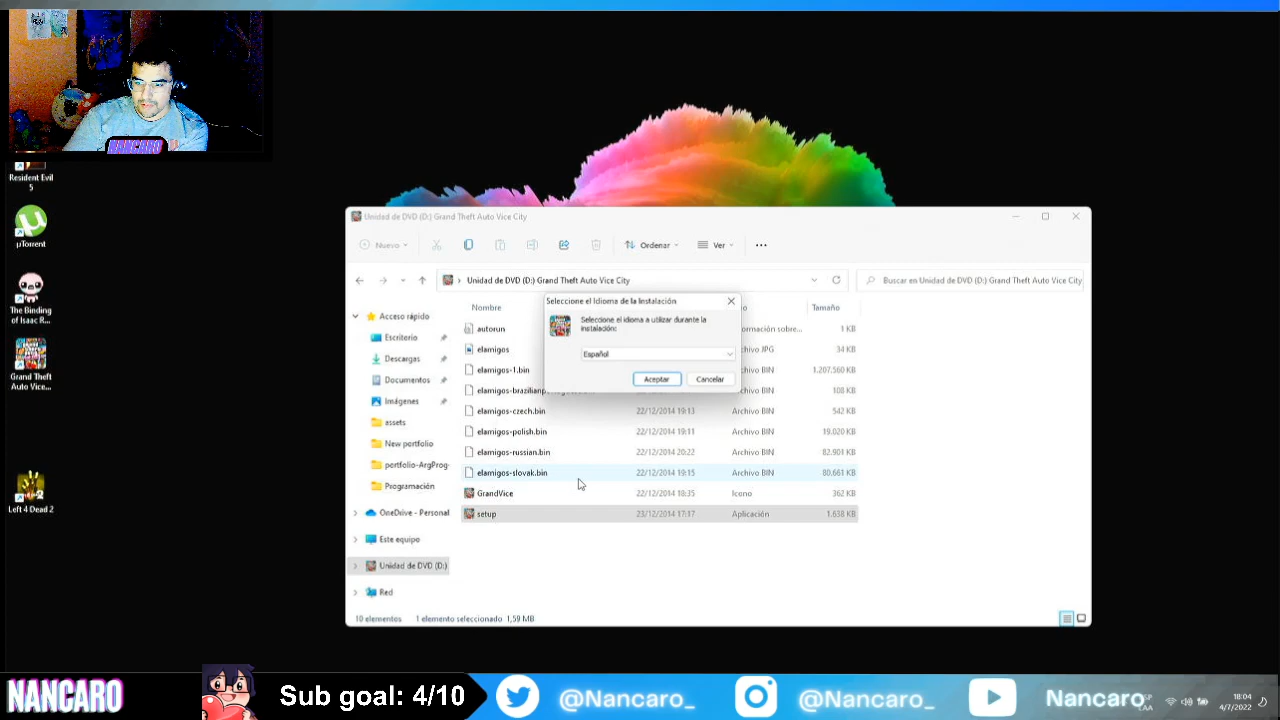 NANCARO
Resident Evil
5
µTorrent
The Binding
of Isaac R...
Grand Theft
Auto Vice...
Left 4 Dead 2
Unidad de DVD (D:) Grand Theft Auto Vice City
Nuevo
Ordenar
Ver
Unidad de DVD (D:) Grand Theft Auto Vice City
Buscar en Unidad de DVD (D:) Grand Theft Auto Vice City
Acceso rápido
Escritorio
Descargas
Documentos
Imágenes
assets
New portfolio
portfolio-ArgProg-
Programación
OneDrive - Personal
Este equipo
Unidad de DVD (D:)
Red
Nombre
Tamaño
autorun
1 KB
elamigos
34 KB
elamigos-1.bin
Archivo BIN
1.207.560 KB
Archivo BIN
108 KB
elamigos-czech.bin
22/12/2014 19:13
Archivo BIN
542 KB
elamigos-polish.bin
22/12/2014 19:11
Archivo BIN
19.020 KB
elamigos-russian.bin
22/12/2014 20:22
Archivo BIN
82.901 KB
elamigos-slovak.bin
22/12/2014 19:15
Archivo BIN
80.661 KB
GrandVice
22/12/2014 18:35
Icono
362 KB
setup
23/12/2014 17:17
Aplicación
1.638 KB
Seleccione el Idioma de la Instalación
Seleccione el idioma a utilizar durante la
instalación:
Español
Aceptar
Cancelar
10 elementos
1 elemento seleccionado 1,59 MB
NANCARO
Sub goal: 4/10
@Nancaro_
@Nancaro_
Nancaro
18:04
4/7/2022